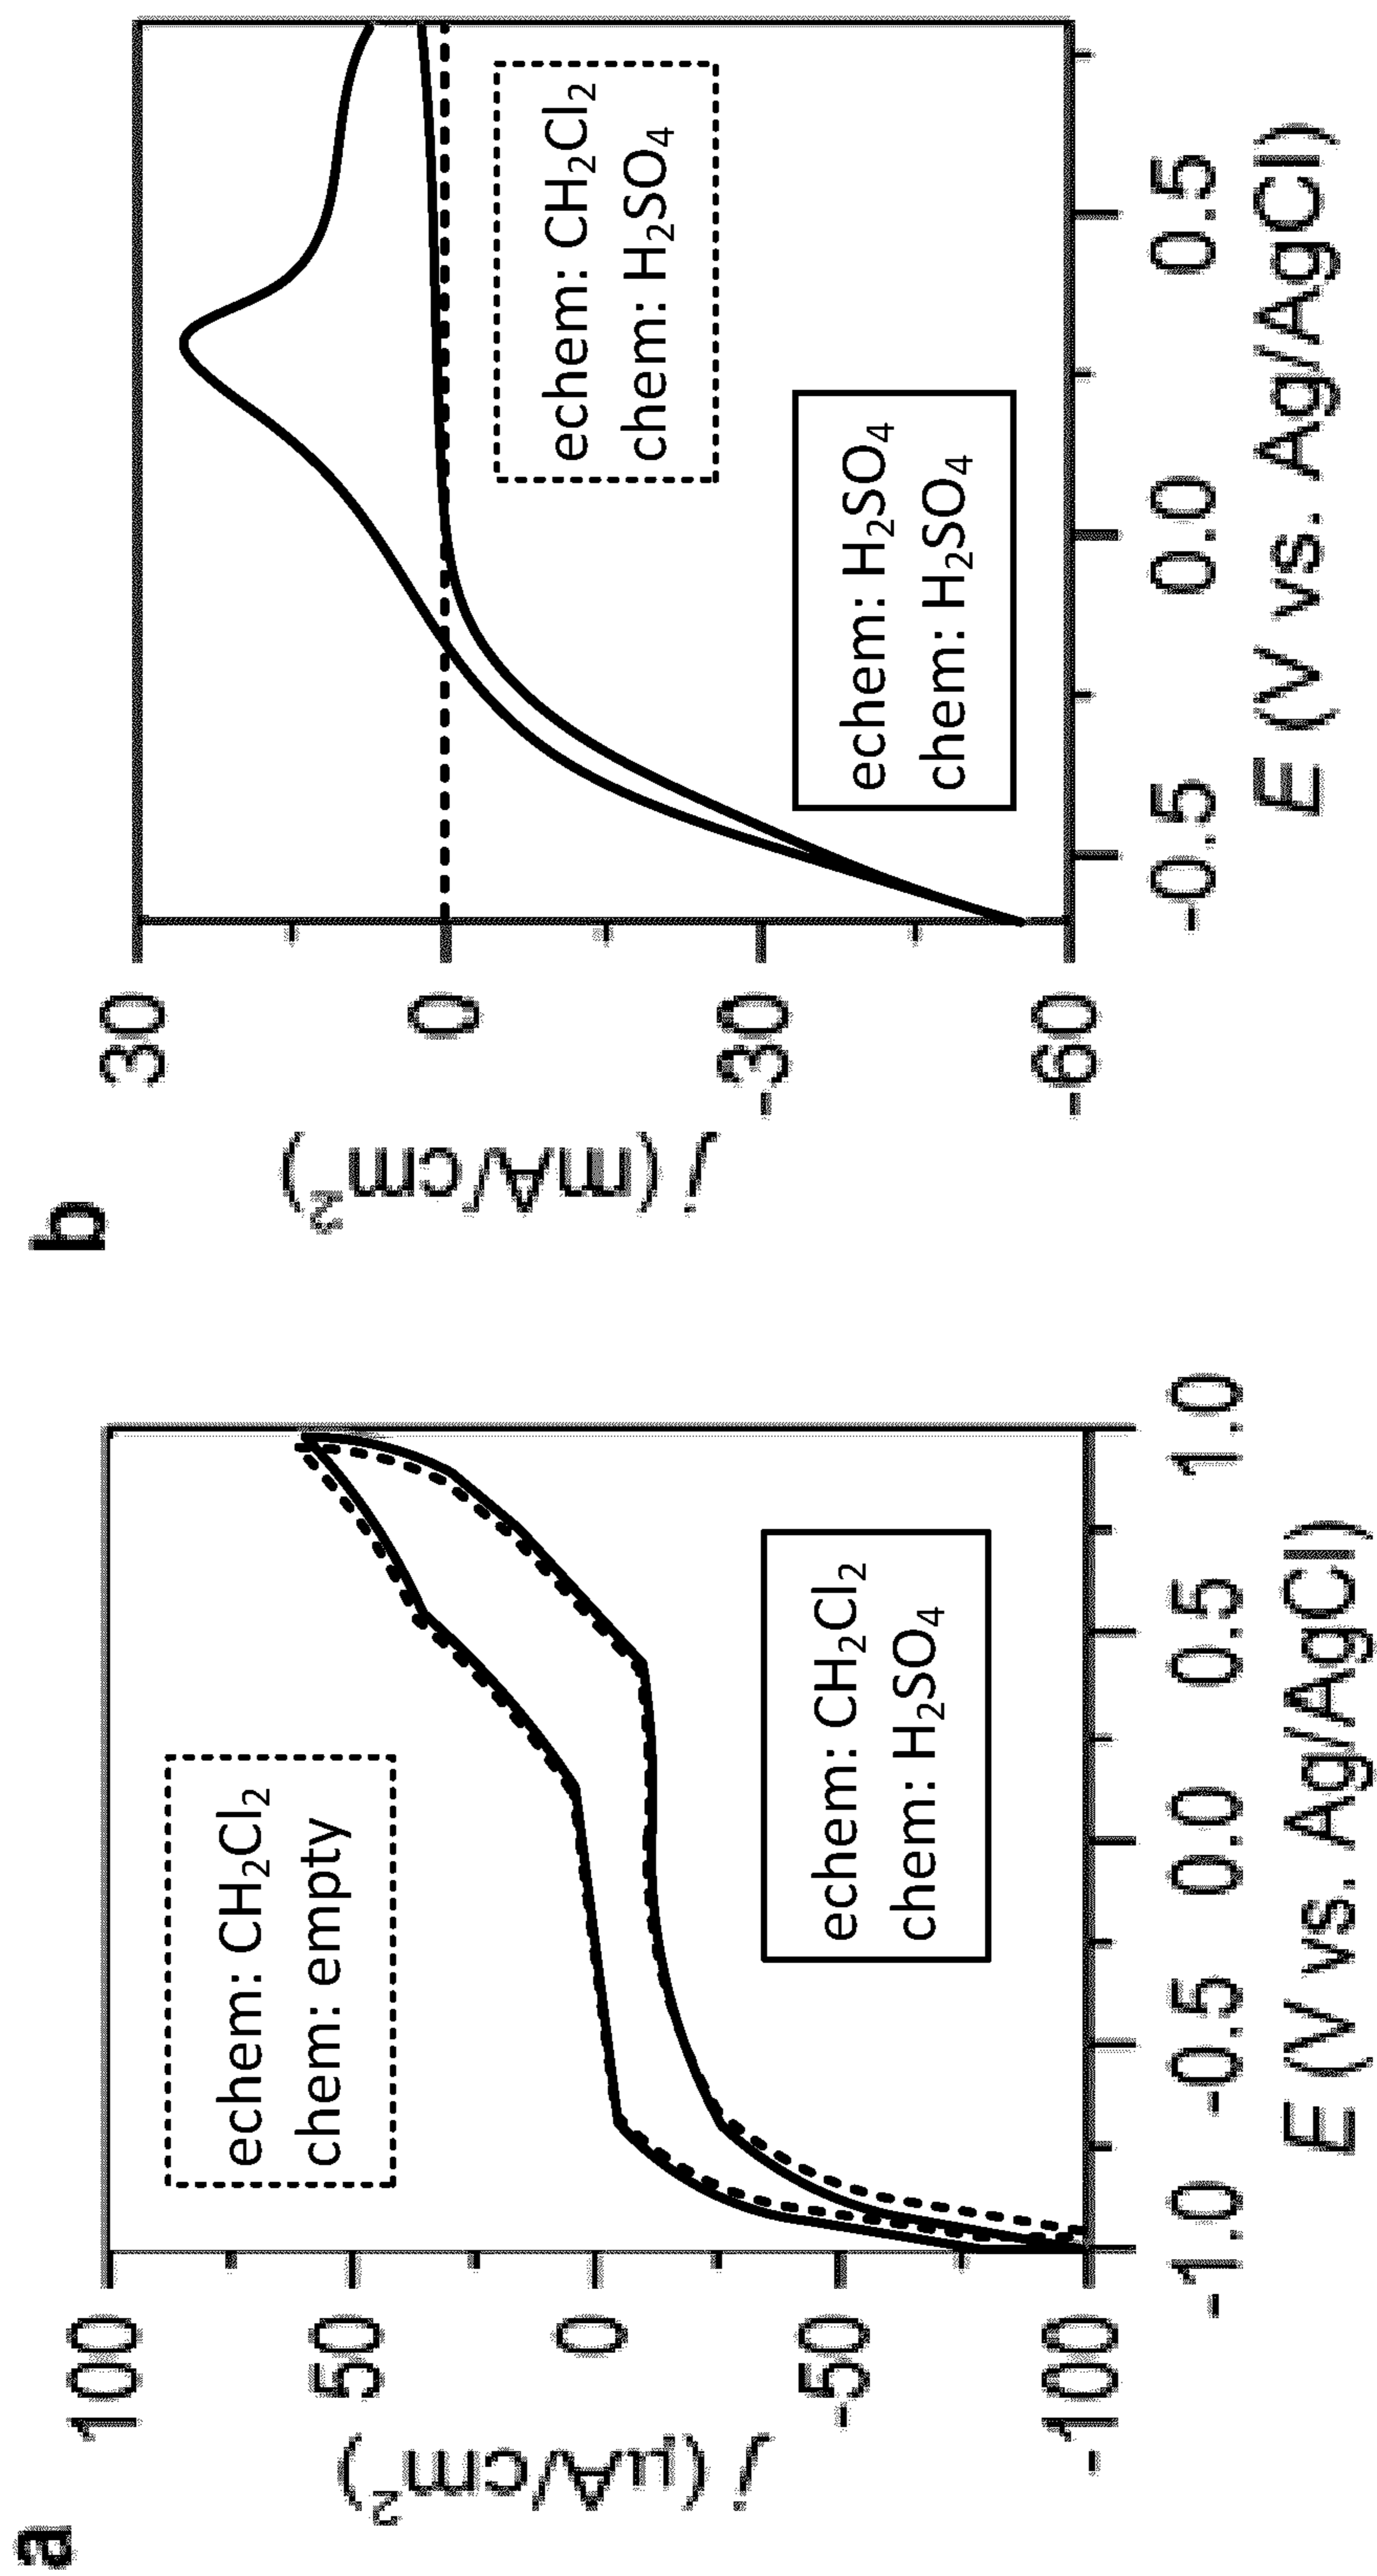 a
j (μA/cm²)
100
50
0
-50
-100
echem: CH₂Cl₂
chem: empty
echem: CH₂Cl₂
chem: H₂SO₄
-1.0 -0.5 0.0 0.5 1.0
E (V vs. Ag/AgCl)
b
j (mA/cm²)
30
0
-30
-60
echem: CH₂Cl₂
chem: H₂SO₄
echem: H₂SO₄
chem: H₂SO₄
-0.5 0.0 0.5
E (V vs. Ag/AgCl)